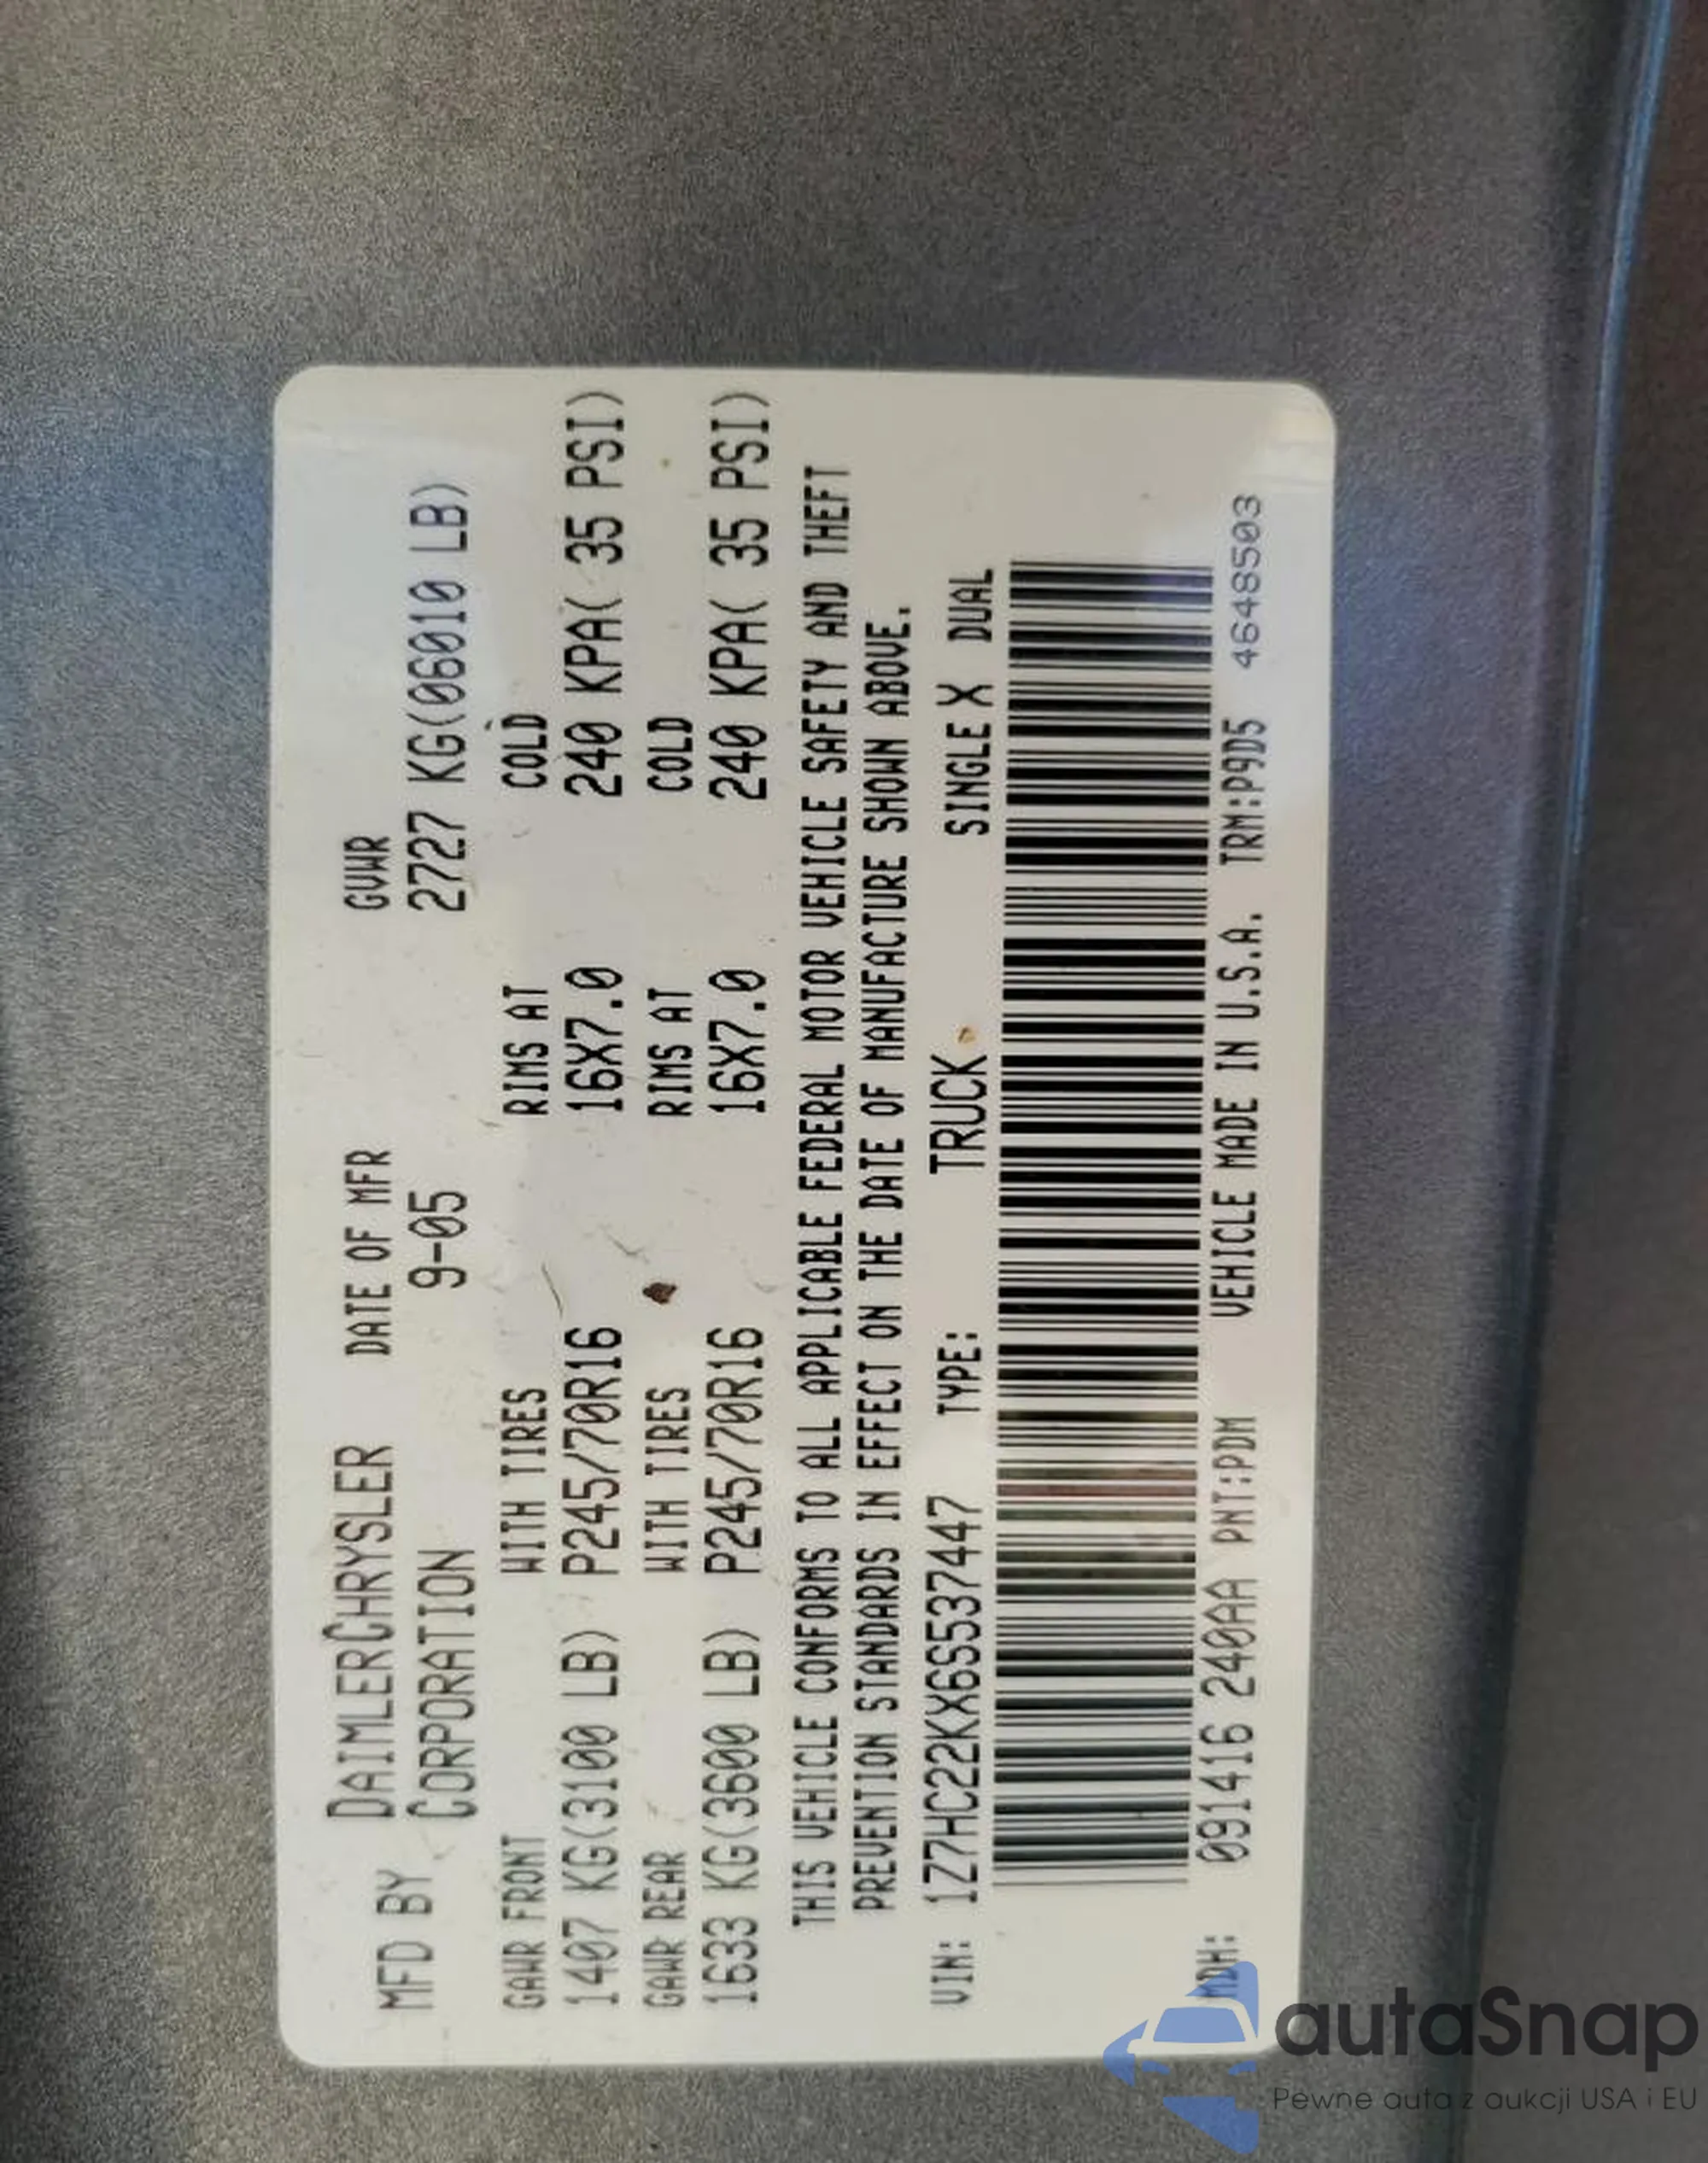 MFD BY DAIMLERCHRYSLER CORPORATION DATE OF MFR 9-05 GVWR 2727 KG(06010 LB)
GAWR FRONT WITH TIRES RIMS AT COLD
1407 KG(3100 LB) P245/70R16 16X7.0 240 KPA( 35 PSI)
GAWR REAR WITH TIRES RIMS AT COLD
1633 KG(3600 LB) P245/70R16 16X7.0 240 KPA( 35 PSI)
THIS VEHICLE CONFORMS TO ALL APPLICABLE FEDERAL MOTOR VEHICLE SAFETY AND THEFT
PREVENTION STANDARDS IN EFFECT ON THE DATE OF MANUFACTURE SHOWN ABOVE.
VIN: 1Z7HC22KX6S537447 TYPE: TRUCK SINGLE X DUAL
MDH: 091416 240AA PNT:PDM VEHICLE MADE IN U.S.A. TRM:P9D5 4648503
autaSnap
Pewne auta z aukcji USA i EU